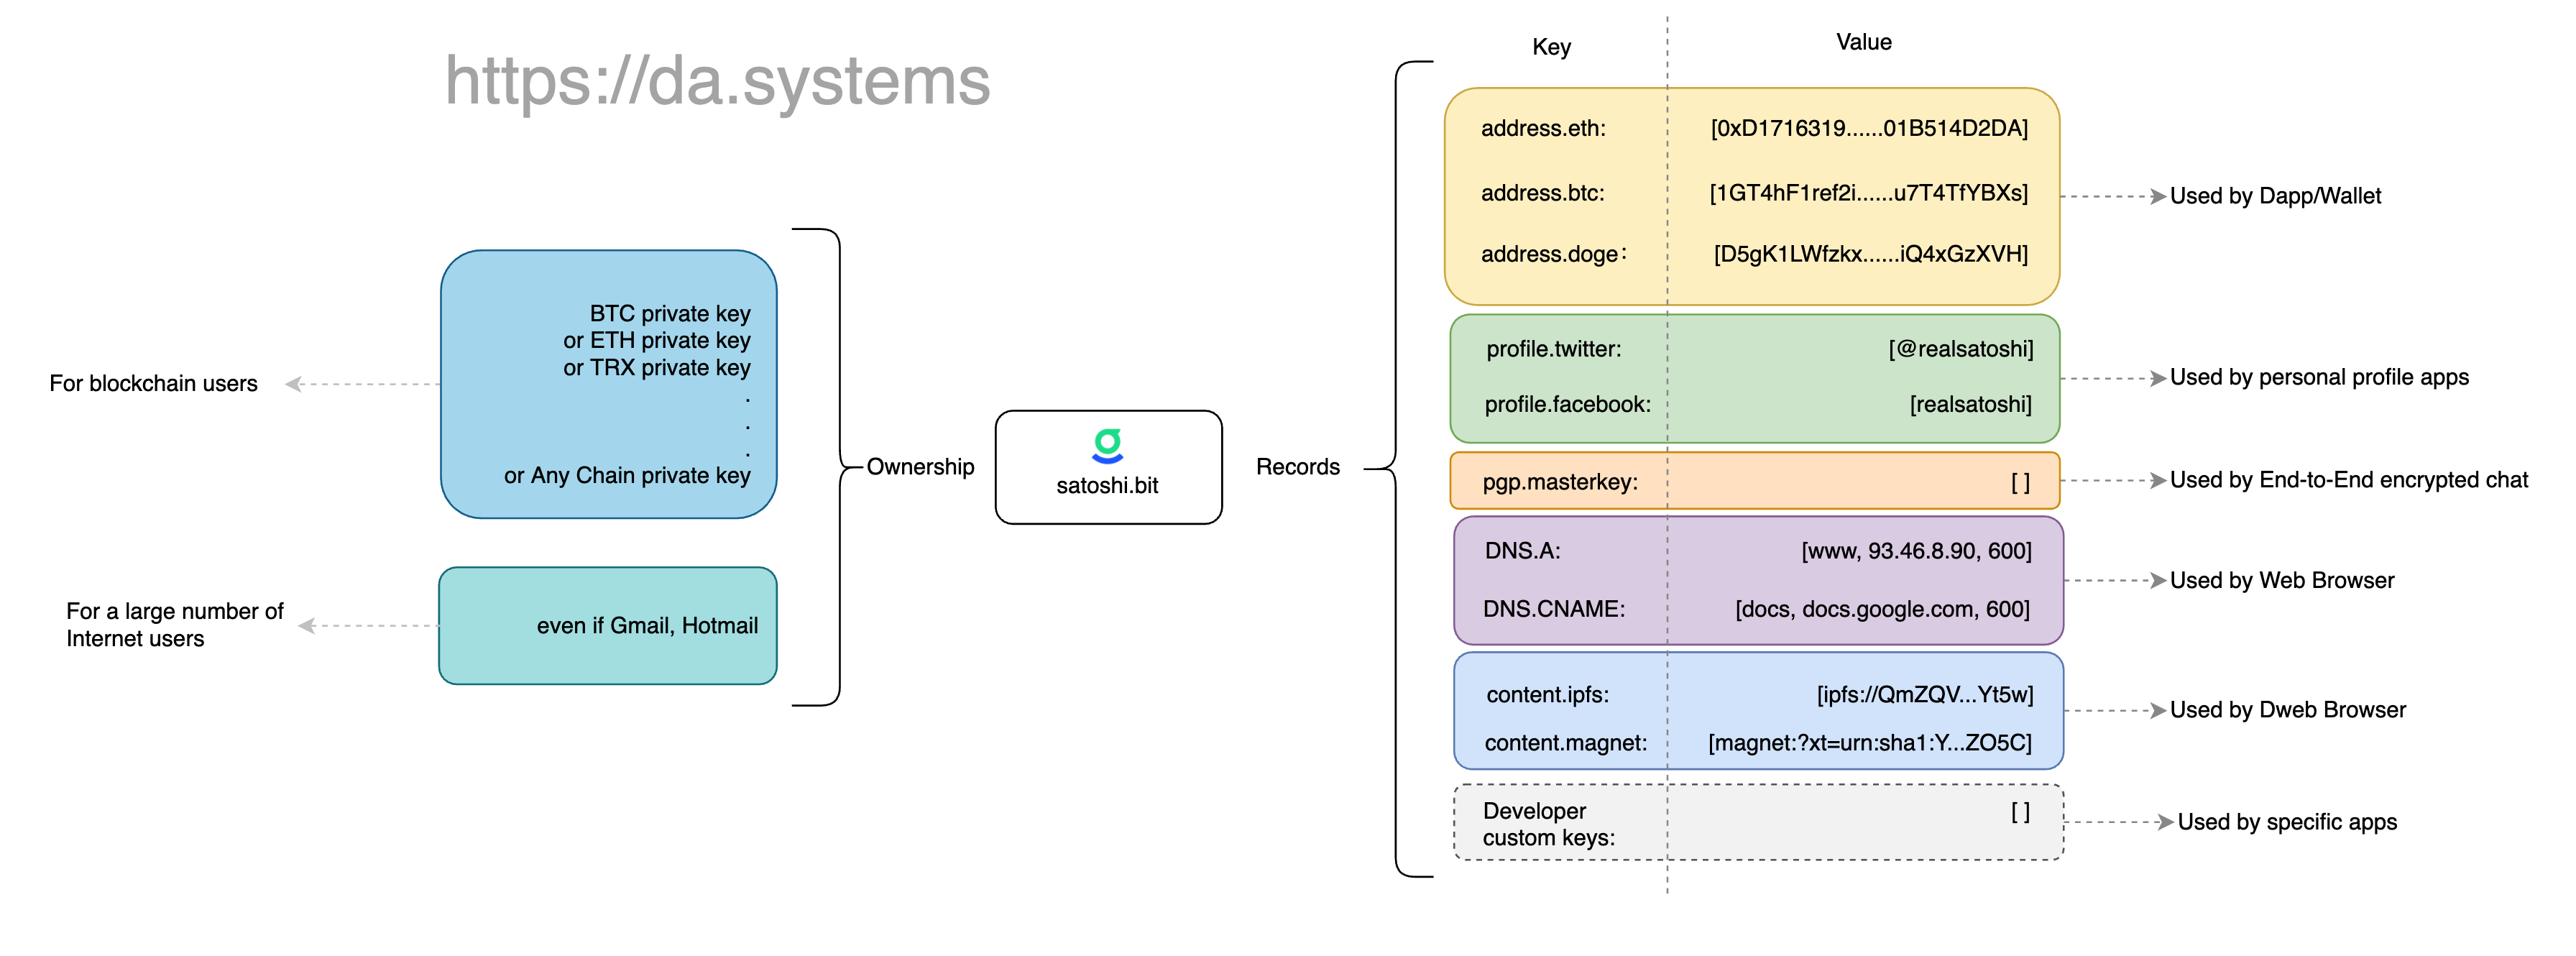 https://da.systems
For blockchain users
BTC private key
or ETH private key
or TRX private key
.
.
.
or Any Chain private key
For a large number of
Internet users
even if Gmail, Hotmail
Ownership
satoshi.bit
Records
Key Value
address.eth: [0xD1716319......01B514D2DA]
address.btc: [1GT4hF1ref2i......u7T4TfYBXs]
address.doge： [D5gK1LWfzkx......iQ4xGzXVH]
Used by Dapp/Wallet
profile.twitter: [@realsatoshi]
profile.facebook: [realsatoshi]
Used by personal profile apps
pgp.masterkey: [ ]
Used by End-to-End encrypted chat
DNS.A: [www, 93.46.8.90, 600]
DNS.CNAME: [docs, docs.google.com, 600]
Used by Web Browser
content.ipfs: [ipfs://QmZQV...Yt5w]
content.magnet: [magnet:?xt=urn:sha1:Y...ZO5C]
Used by Dweb Browser
Developer [ ]
custom keys:
Used by specific apps